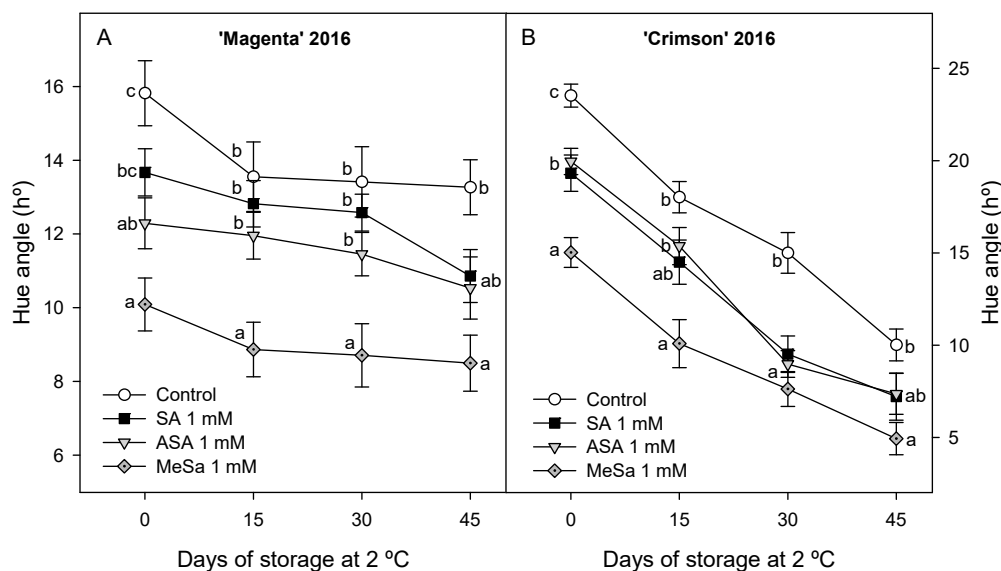 A
'Magenta' 2016
B
'Crimson' 2016
Hue angle (hº)
16
14
12
10
8
6
c
b
b
b
bc
b
b
ab
ab
b
b
a
a
a
a
Control
SA 1 mM
ASA 1 mM
MeSa 1 mM
0
15
30
45
Days of storage at 2 ºC
c
b
b
b
b
b
ab
ab
a
a
a
Control
SA 1 mM
ASA 1 mM
MeSa 1 mM
0
15
30
45
Days of storage at 2 ºC
25
20
15
10
5
Hue angle (hº)